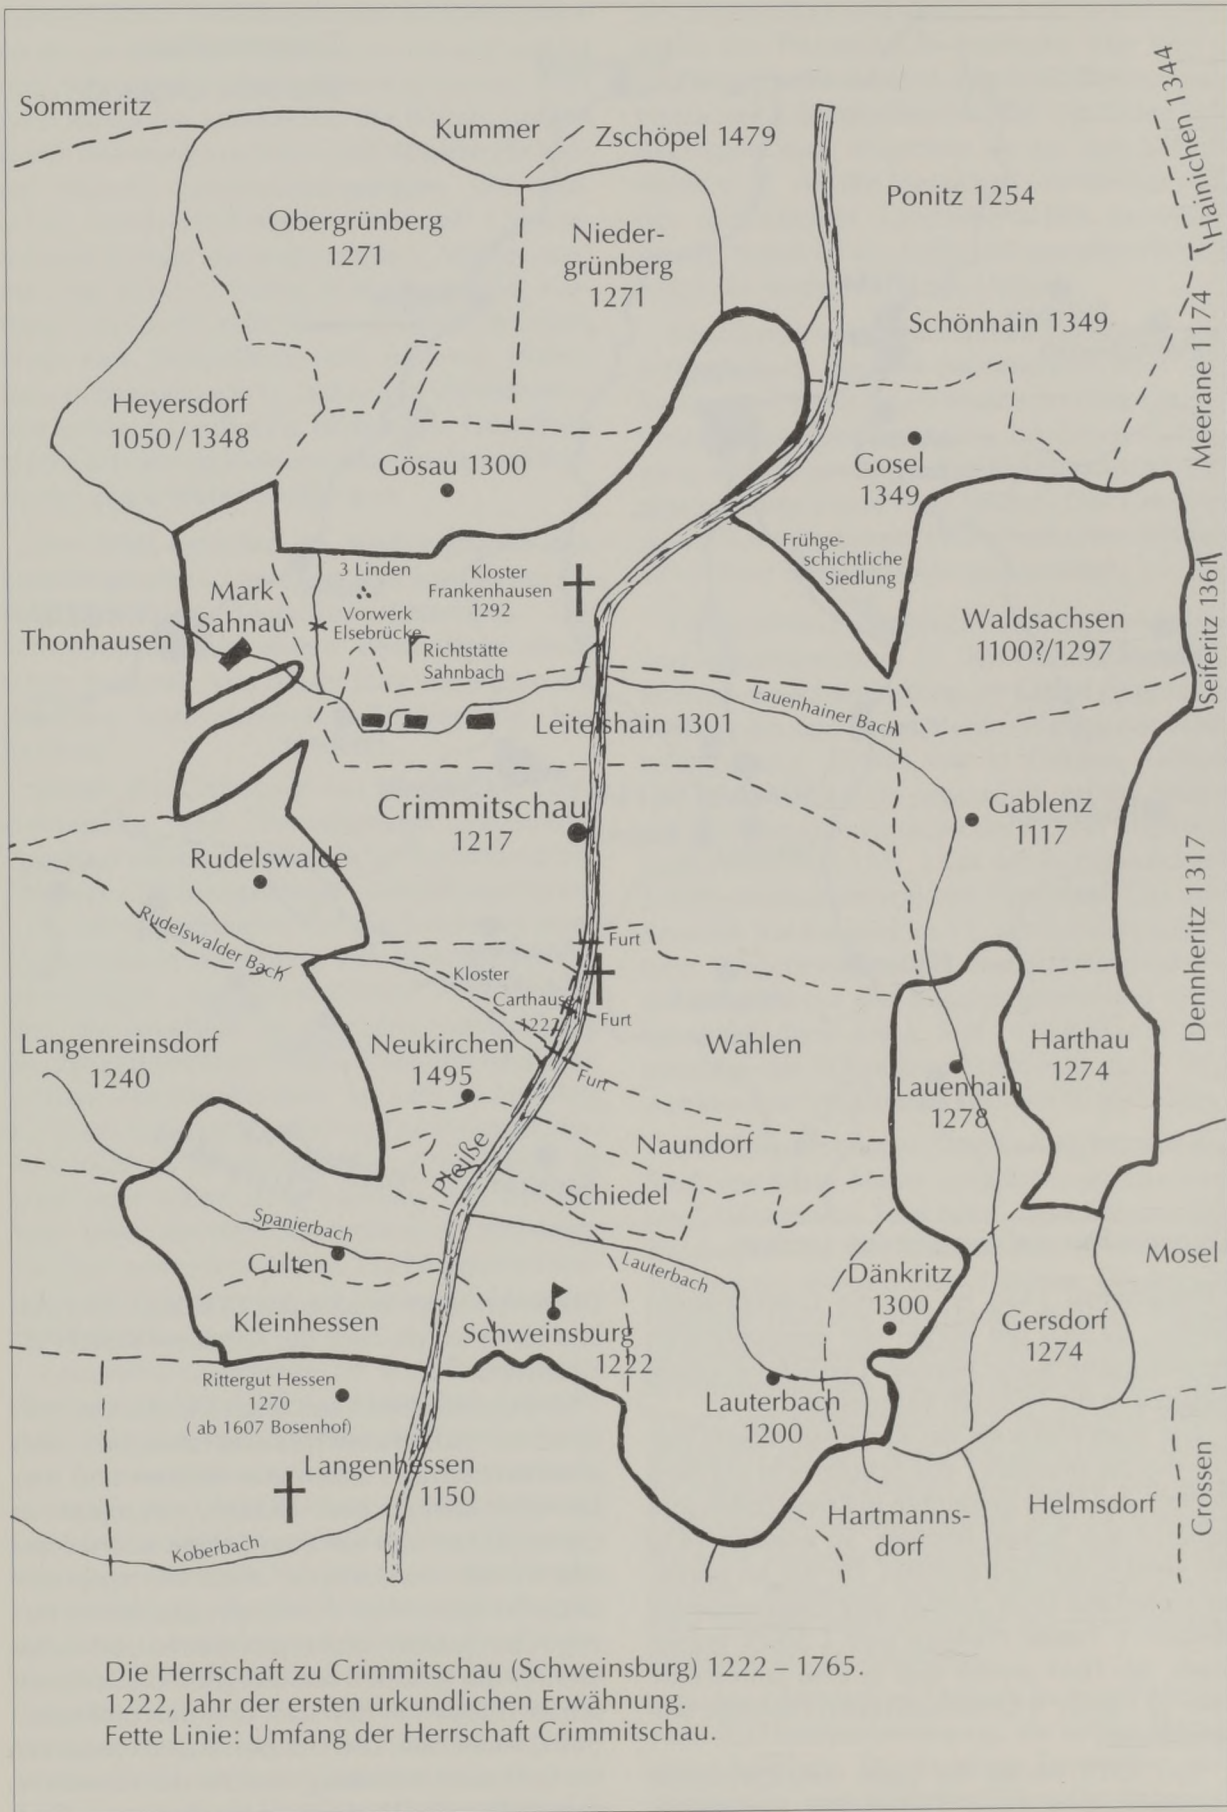 Sommeritz
Kummer
Zschöpel 1479
Hainichen 1344
Ponitz 1254
Obergrünberg
1271
Nieder-
grünberg
1271
Schönhain 1349
Meerane 1174
Heyersdorf
1050/1348
Gösau 1300
Gosel
1349
Frühge-
schichtliche
Siedlung
3 Linden
Kloster
Frankenhausen
1292
Mark
Sahnau
Vorwerk
Elsebrücke
Thonhausen
Richtstätte
Sahnbach
Waldsachsen
1100?/1297
Seiferitz 1361
Lauenhainer Bach
Leitelshain 1301
Crimmitschau
1217
Gablenz
1117
Rudelswalde
Rudelswalder Bach
Dennheritz 1317
Furt
Kloster
Carthause
1222
Furt
Langenreinsdorf
1240
Neukirchen
1495
Wahlen
Harthau
1274
Furt
Lauenhain
1278
Naundorf
Pleiße
Schiedel
Spanierbach
Culten
Lauterbach
Mosel
Dänkritz
1300
Kleinhessen
Schweinsburg
1222
Gersdorf
1274
Rittergut Hessen
1270
( ab 1607 Bosenhof)
Lauterbach
1200
Langenhessen
1150
Crossen
Hartmanns-
dorf
Helmsdorf
Koberbach
Die Herrschaft zu Crimmitschau (Schweinsburg) 1222 – 1765.
1222, Jahr der ersten urkundlichen Erwähnung.
Fette Linie: Umfang der Herrschaft Crimmitschau.